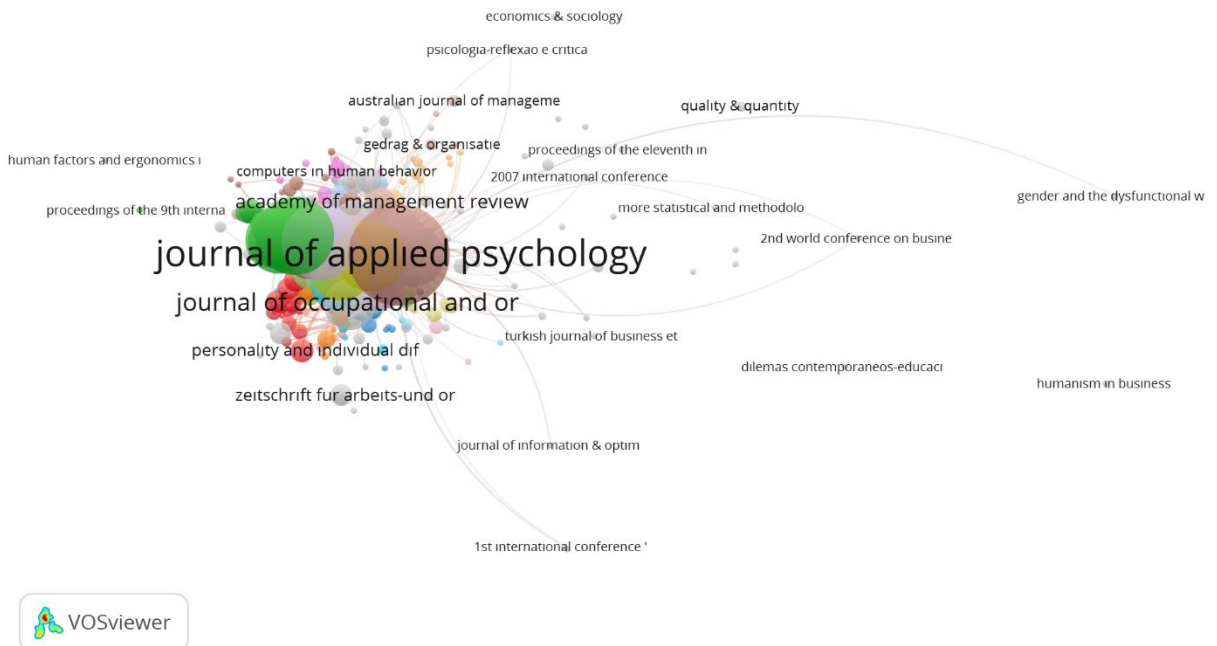 economics & sociology
psicologia-reflexao e critica
australian journal of manageme
quality & quantity
gedrag & organisatie
proceedings of the eleventh in
human factors and ergonomics i
computers in human behavior
2007 international conference
gender and the dysfunctional w
academy of management review
proceedings of the 9th interna
more statistical and methodolo
2nd world conference on busine
journal of applied psychology
journal of occupational and or
turkish journal of business et
personality and individual dif
dilemas contemporaneos-educaci
humanism in business
zeitschrift fur arbeits-und or
journal of information & optim
1st international conference '
VOSviewer